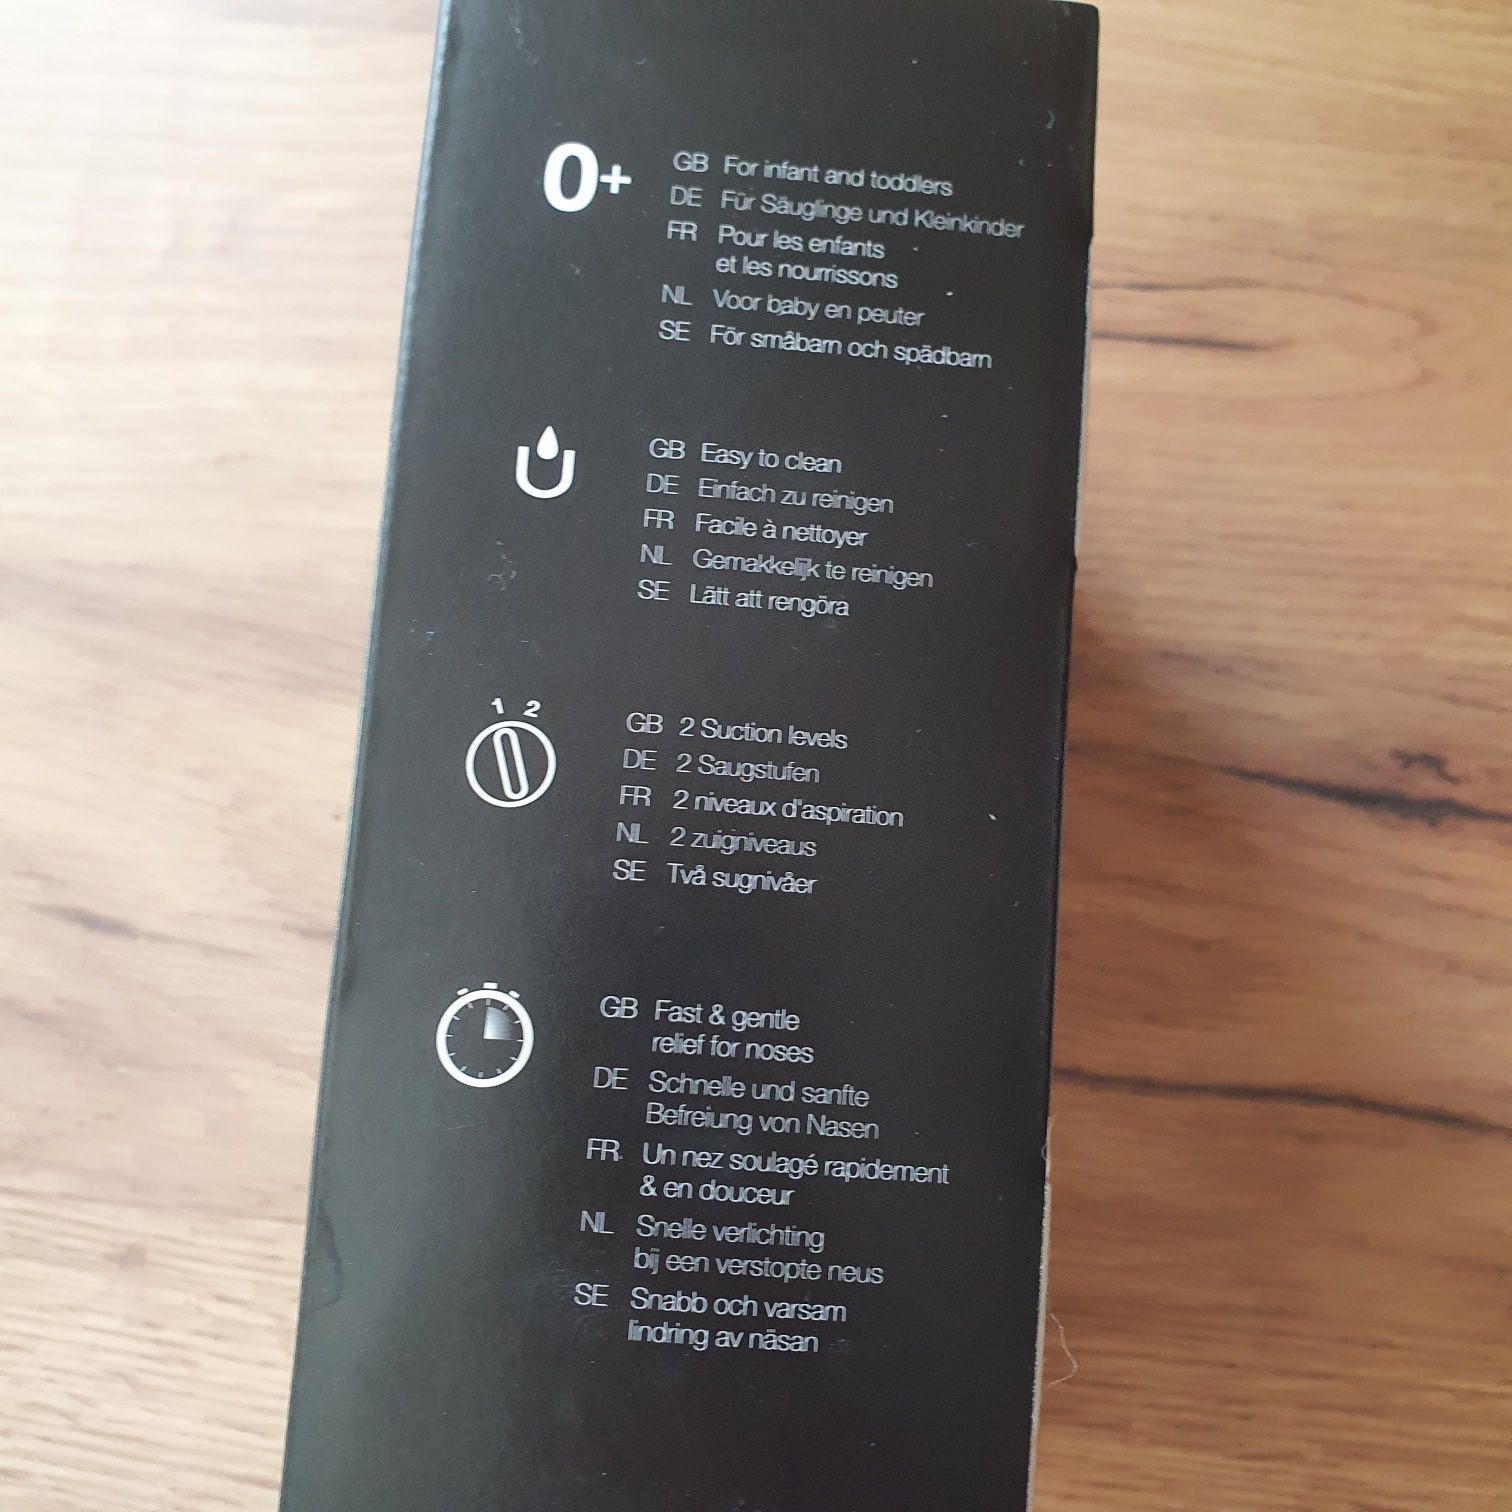 0+
GB For infant and toddlers
DE Für Säuglinge und Kleinkinder
FR Pour les enfants
et les nourrissons
NL Voor baby en peuter
SE För småbarn och spädbarn
GB Easy to clean
DE Einfach zu reinigen
FR Facile à nettoyer
NL Gemakkelijk te reinigen
SE Lätt att rengöra
1 2
GB 2 Suction levels
DE 2 Saugstufen
FR 2 niveaux d'aspiration
NL 2 zuigniveaus
SE Två sugnivåer
GB Fast & gentle
relief for noses
DE Schnelle und sanfte
Befreiung von Nasen
FR Un nez soulagé rapidement
& en douceur
NL Snelle verlichting
bij een verstopte neus
SE Snabb och varsam
lindring av näsan